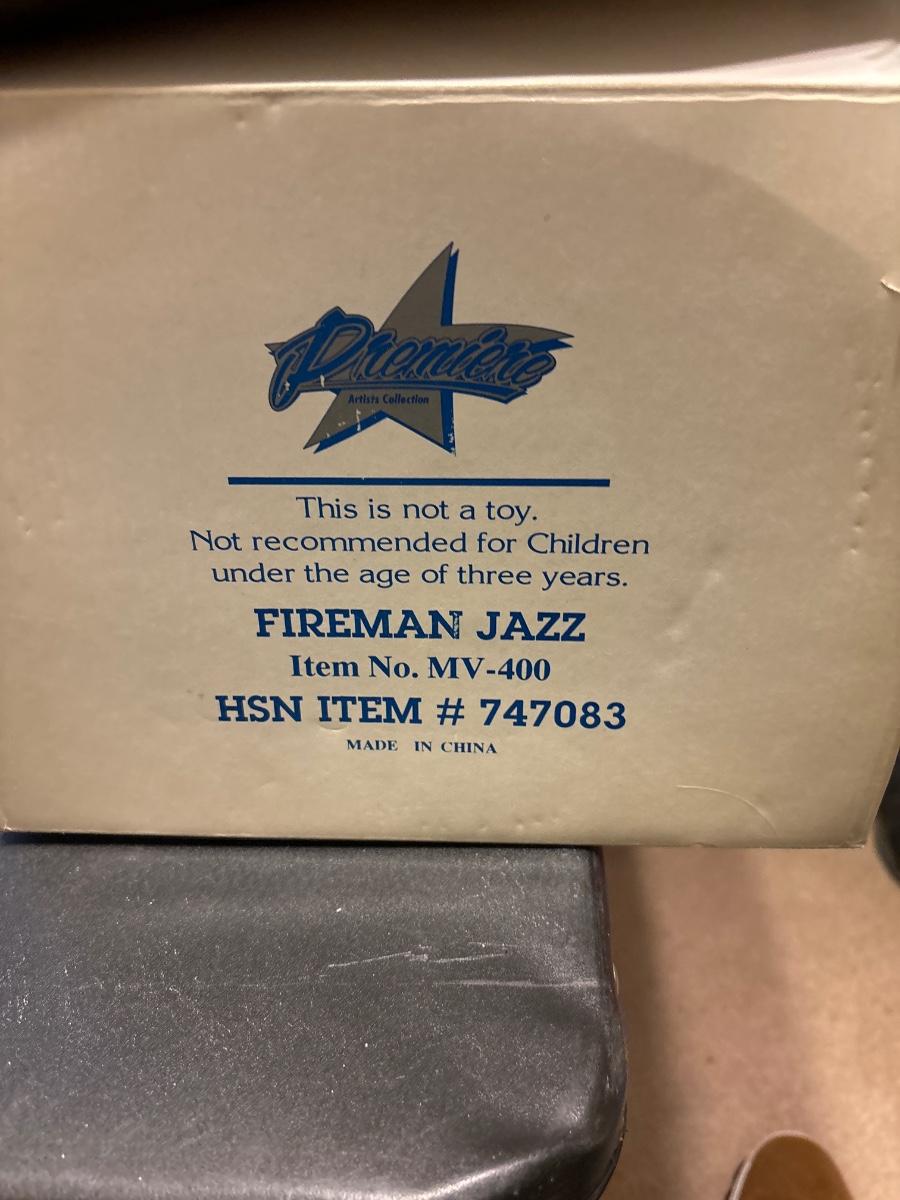 Premiere
Artists Collection
This is not a toy.
Not recommended for Children
under the age of three years.
FIREMAN JAZZ
Item No. MV-400
HSN ITEM # 747083
MADE IN CHINA